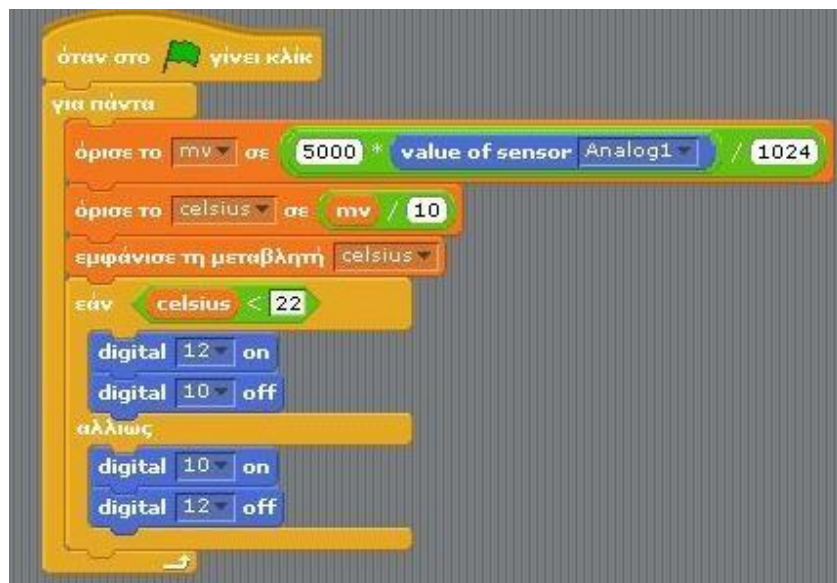 όταν στο γίνει κλίκ
για πάντα
όρισε το mv σε 5000 * value of sensor Analog1 / 1024
όρισε το celsius σε mv / 10
εμφάνισε τη μεταβλητή celsius
εάν celsius < 22
digital 12 on
digital 10 off
αλλιώς
digital 10 on
digital 12 off